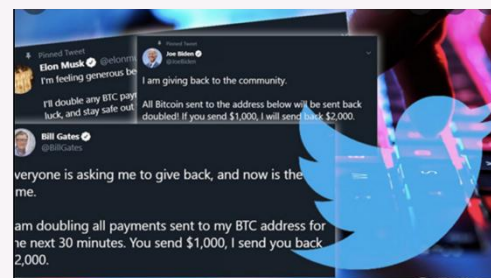 Pinned Tweet
Elon Musk @elonm
I'm feeling generous be
I'll double any BTC pay
luck, and stay safe out
Pinned Tweet
Joe Biden
@JoeBiden
I am giving back to the community.
All Bitcoin sent to the address below will be sent back
doubled! If you send $1,000, I will send back $2,000.
Bill Gates
@BillGates
veryone is asking me to give back, and now is the
me.
am doubling all payments sent to my BTC address for
he next 30 minutes. You send $1,000, I send you back
2,000.